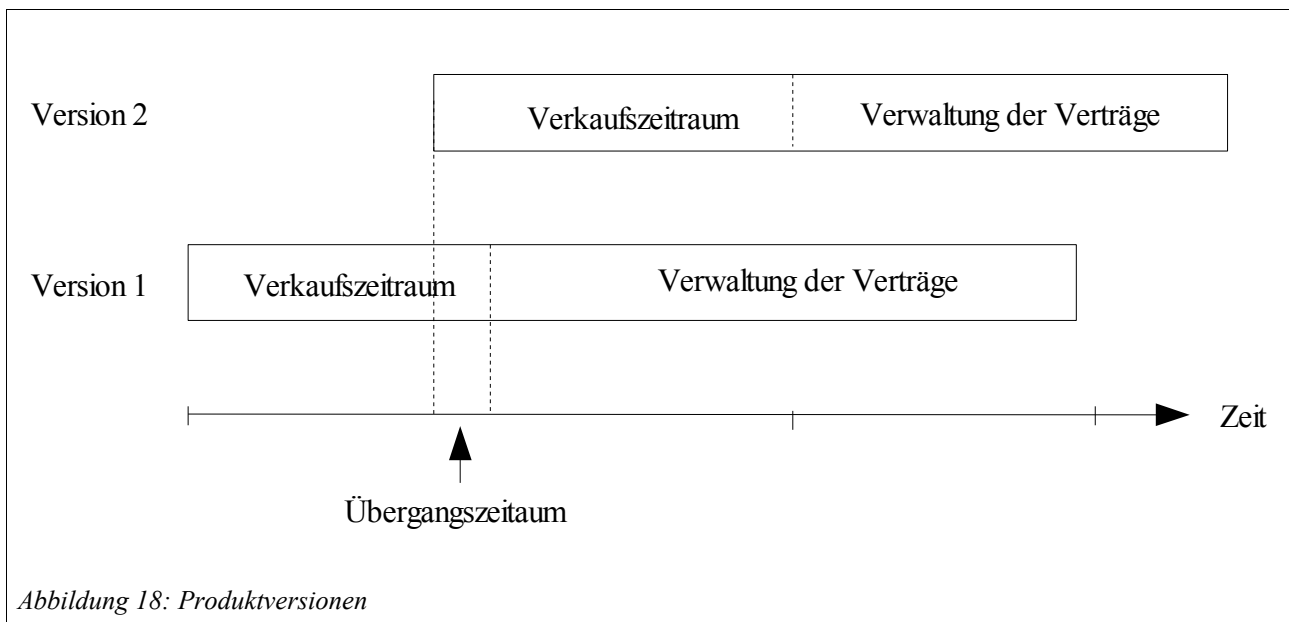 Version 2
Verkaufszeitraum
Verwaltung der Verträge
Version 1
Verkaufszeitraum
Verwaltung der Verträge
Zeit
Übergangszeitaum
Abbildung 18: Produktversionen